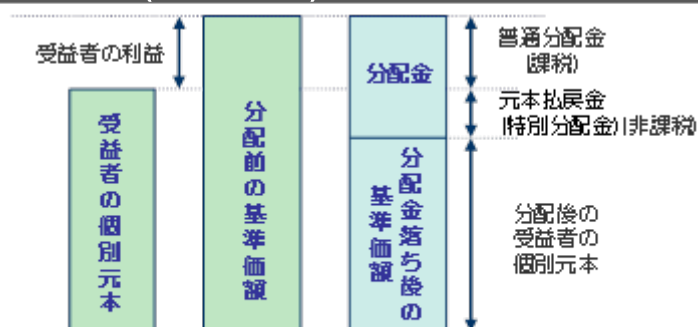 受益者の利益
受益者の個別元本
分配前の基準価額
分配金
分配金落ち後の
基準価額
普通分配金
(課税)
元本払戻金
(特別分配金)(非課税)
分配後の
受益者の
個別元本